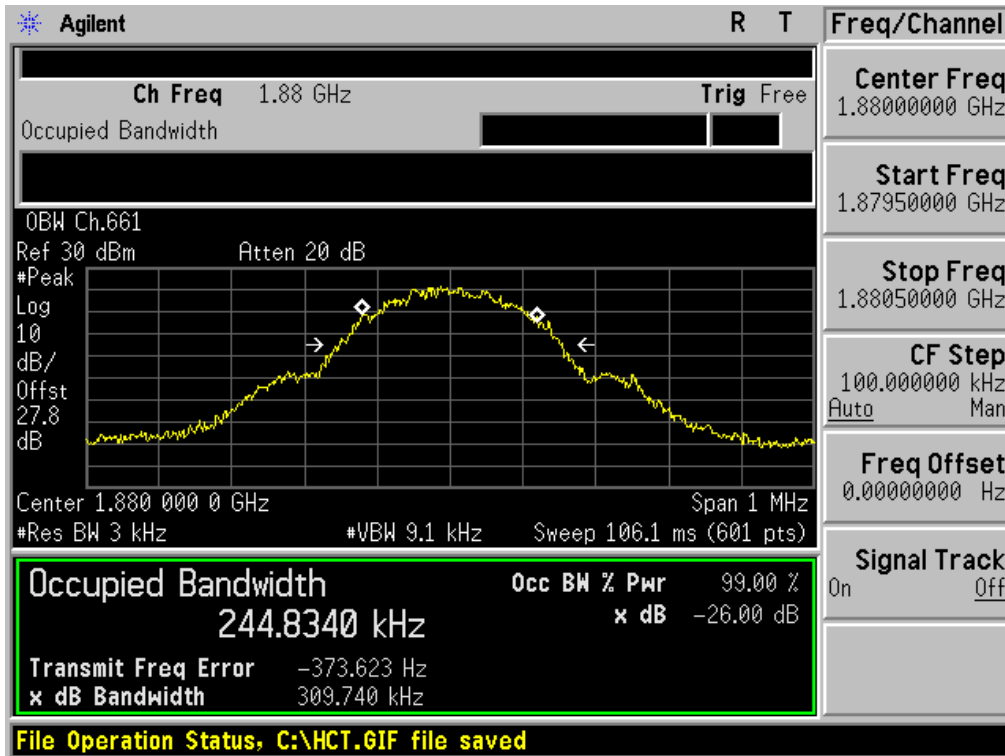 Agilent R T
Freq/Channel
Ch Freq 1.88 GHz Trig Free
Occupied Bandwidth
OBW Ch.661
Ref 30 dBm Atten 20 dB
#Peak
Log
10
dB/
Offst
27.8
dB
Center 1.880 000 0 GHz Span 1 MHz
#Res BW 3 kHz #VBW 9.1 kHz Sweep 106.1 ms (601 pts)
Occupied Bandwidth Occ BW % Pwr 99.00 %
244.8340 kHz x dB -26.00 dB
Transmit Freq Error -373.623 Hz
x dB Bandwidth 309.740 kHz
File Operation Status, C:\HCT.GIF file saved
Center Freq
1.88000000 GHz
Start Freq
1.87950000 GHz
Stop Freq
1.88050000 GHz
CF Step
100.000000 kHz
Auto Man
Freq Offset
0.00000000 Hz
Signal Track
On Off